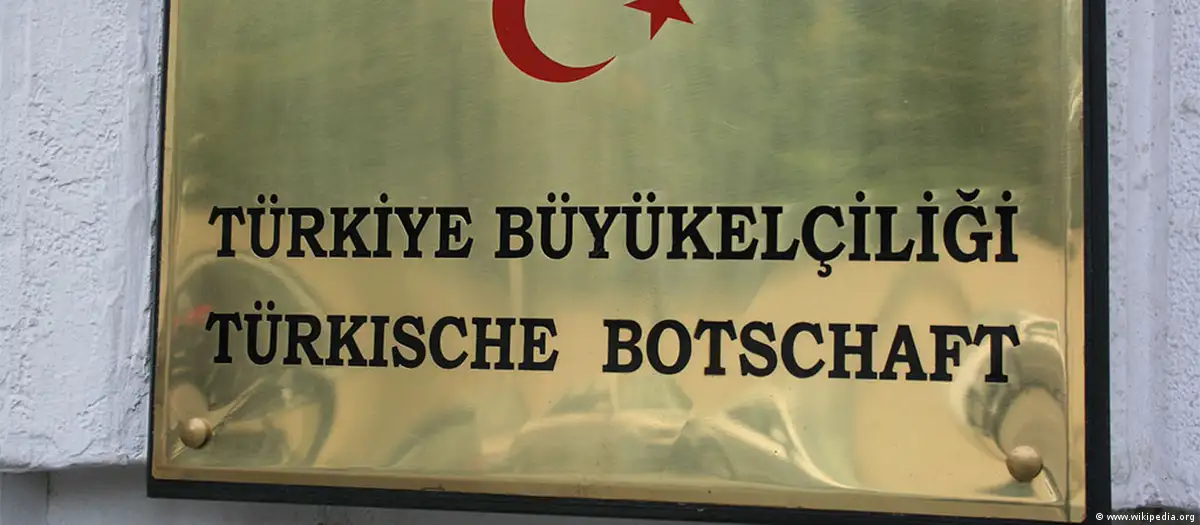 TÜRKİYE BÜYÜKELÇİLİĞİ
TÜRKISCHE BOTSCHAFT
© www.wikipedia.org